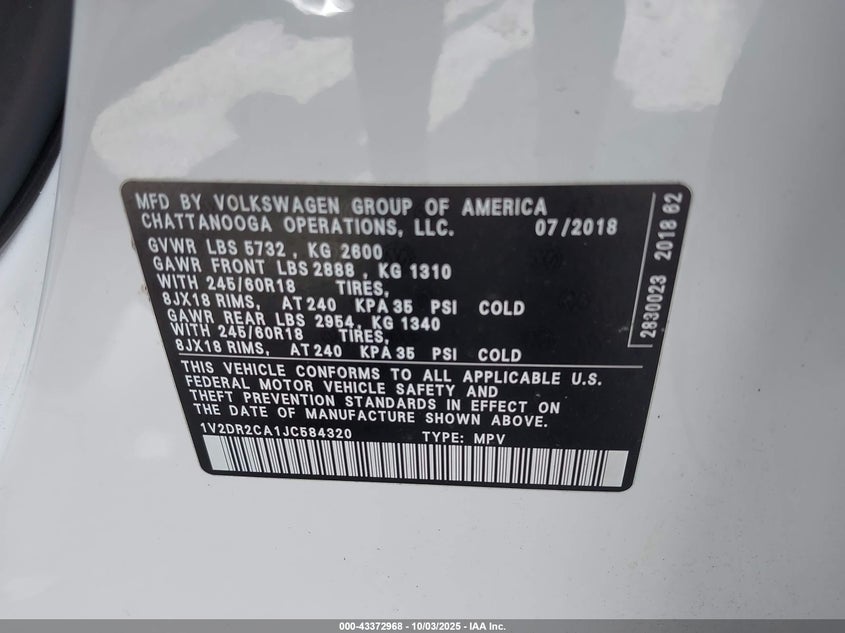 MFD BY VOLKSWAGEN GROUP OF AMERICA
CHATTANOOGA OPERATIONS, LLC. 07/2018
GVWR LBS 5732 , KG 2600
GAWR FRONT LBS 2888 , KG 1310
WITH 245/60R18 TIRES,
8JX18 RIMS, AT 240 KPA 35 PSI COLD
GAWR REAR LBS 2954, KG 1340
WITH 245/60R18 TIRES,
8JX18 RIMS, AT 240 KPA 35 PSI COLD
THIS VEHICLE CONFORMS TO ALL APPLICABLE U.S.
FEDERAL MOTOR VEHICLE SAFETY AND
THEFT PREVENTION STANDARDS IN EFFECT ON
THE DATE OF MANUFACTURE SHOWN ABOVE.
1V2DR2CA1JC584320 TYPE: MPV
2830023 2018 62
000-43372968 - 10/03/2025 - IAA Inc.